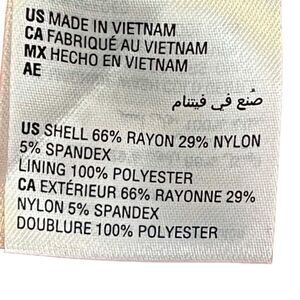 US MADE IN VIETNAM
CA FABRIQUÉ AU VIETNAM
MX HECHO EN VIETNAM
AE
صُنع في فيتنام
US SHELL 66% RAYON 29% NYLON
5% SPANDEX
LINING 100% POLYESTER
CA EXTÉRIEUR 66% RAYONNE 29%
NYLON 5% SPANDEX
DOUBLURE 100% POLYESTER